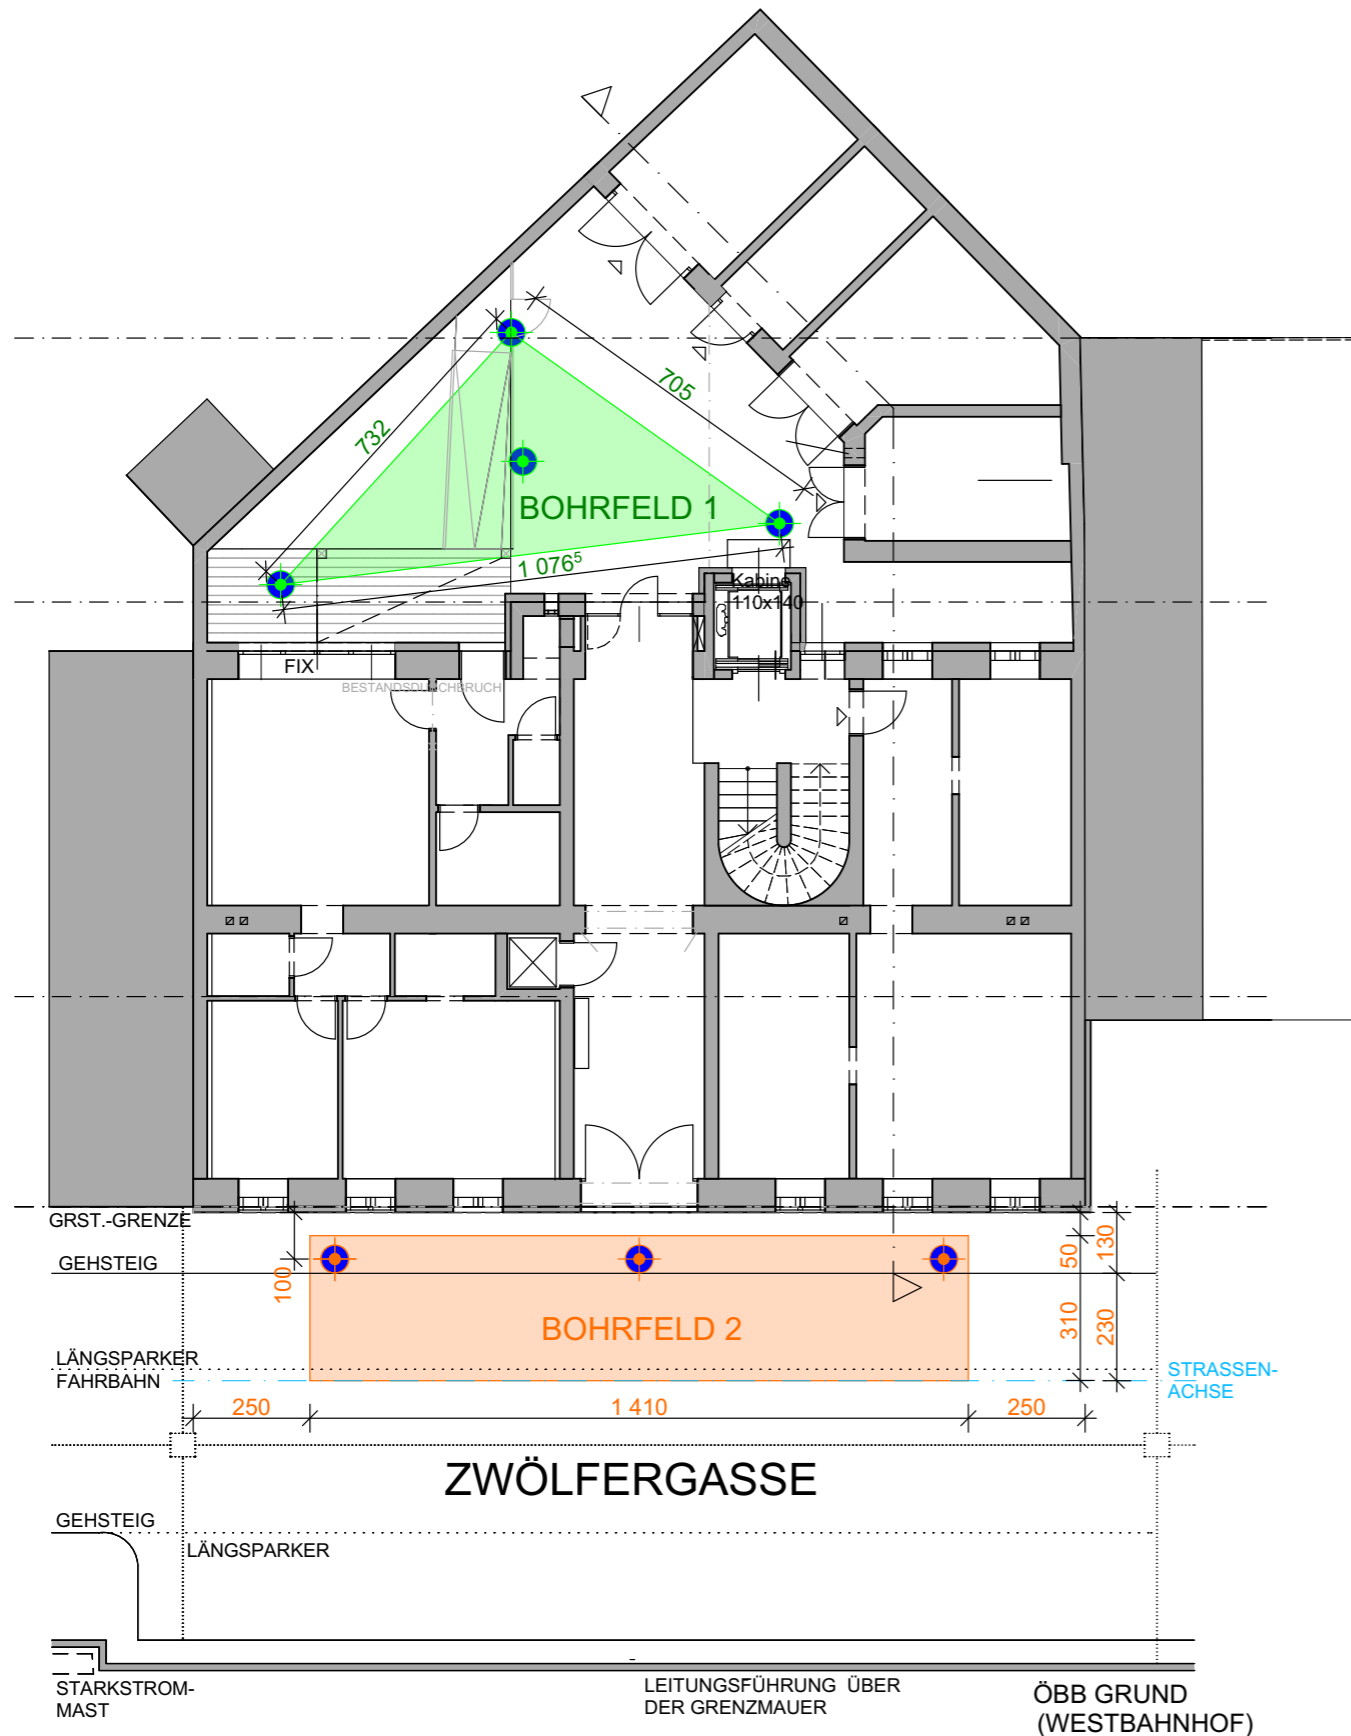 705
732
BOHRFELD 1
1 076⁵
Kabine
110x140
FIX
BESTANDSDURCHBRUCH
GRST.-GRENZE
GEHSTEIG
100
50
130
310
230
BOHRFELD 2
LÄNGSPARKER
FAHRBAHN
STRASSEN-
ACHSE
250
1 410
250
ZWÖLFERGASSE
GEHSTEIG
LÄNGSPARKER
STARKSTROM-
MAST
LEITUNGSFÜHRUNG ÜBER
DER GRENZMAUER
ÖBB GRUND
(WESTBAHNHOF)